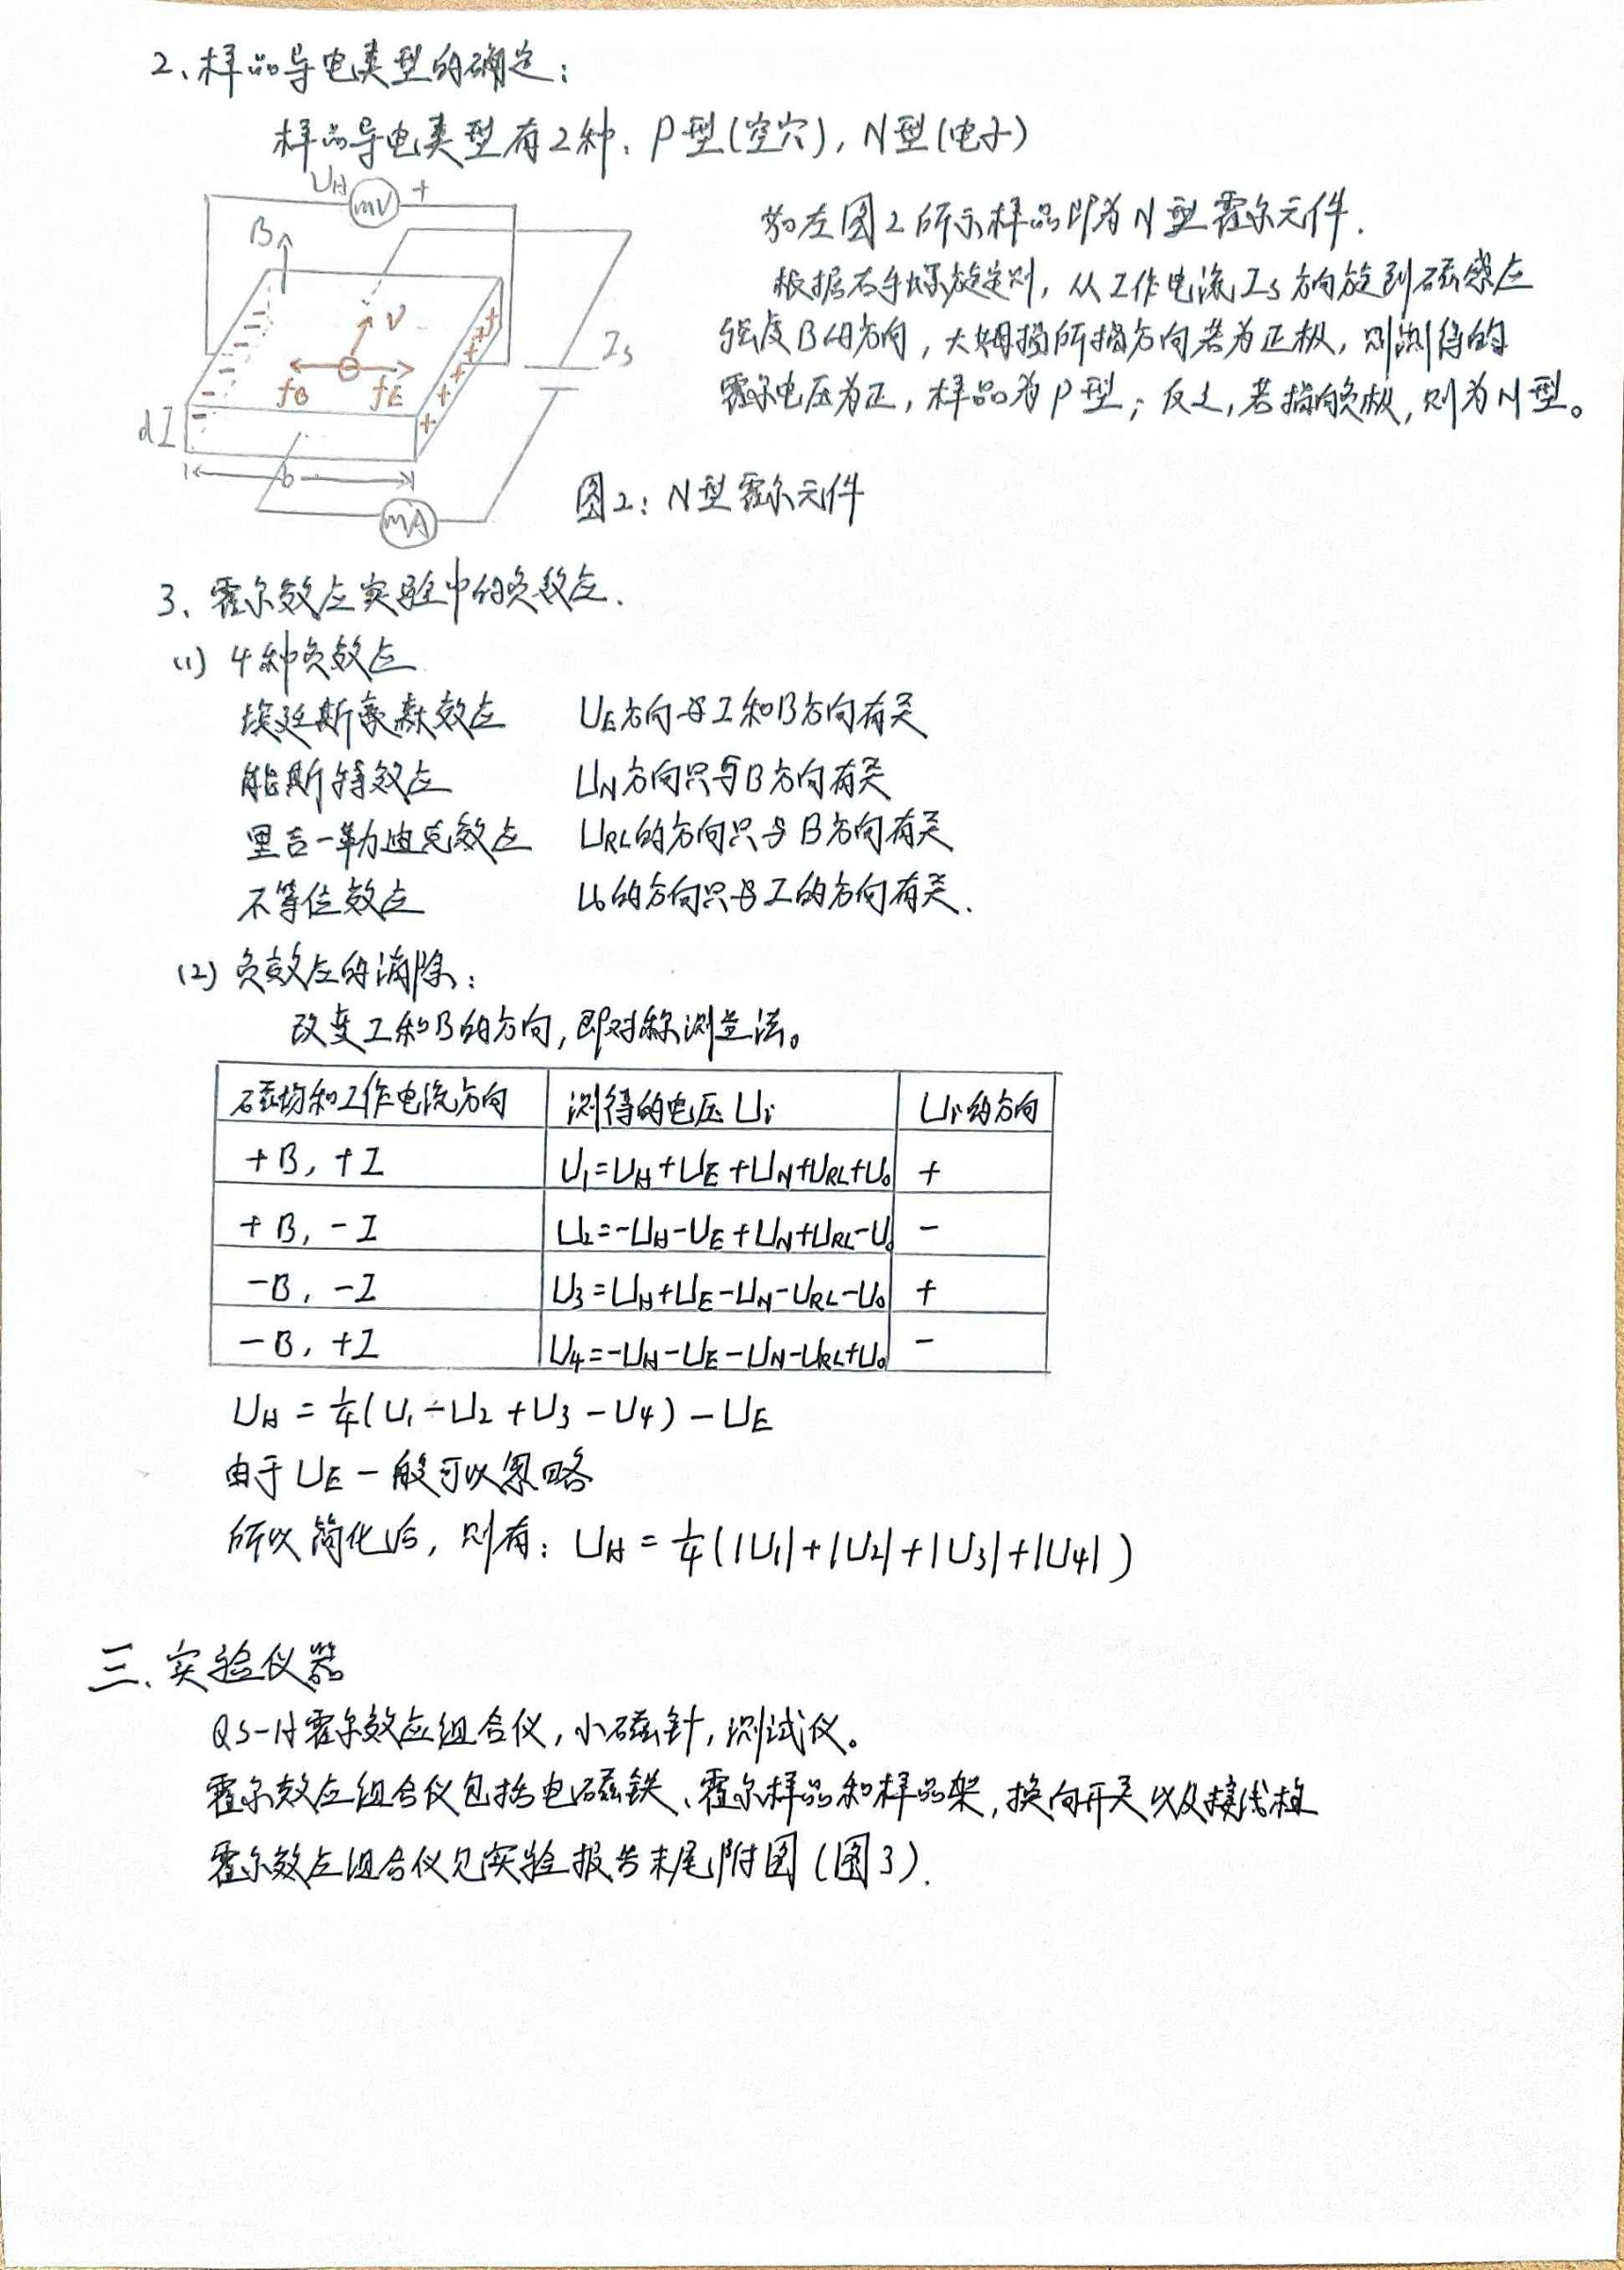 2、样品导电类型的确定：
样品导电类型有2种：P型(空穴)，N型(电子)
UH mV +
B
V
fB fE
Is
d
b
mA
如左图2所示样品即为N型霍尔元件.
根据右手螺旋定则，从工作电流Is方向旋到磁感应
强度B的方向，大姆指所指方向若为正极，则测得的
霍尔电压为正，样品为P型；反之，若指向负极，则为N型。
图2：N型霍尔元件
3、霍尔效应实验中的负效应.
(1) 4种负效应
埃廷斯豪森效应 UE方向与I和B方向有关
能斯特效应 UN方向只与B方向有关
里吉-勒迪克效应 URL的方向只与B方向有关
不等位效应 U0的方向只与I的方向有关.
(2) 负效应的消除：
改变I和B的方向，即对称测量法。
磁场和工作电流方向 测得的电压Ui Ui的方向
+B, +I U1=UH+UE+UN+URL+U0 +
+B, -I U2=-UH-UE+UN+URL-U0 -
-B, -I U3=UH+UE-UN-URL-U0 +
-B, +I U4=-UH-UE-UN-URL+U0 -
UH = 1/4(U1-U2+U3-U4)-UE
由于UE一般可以忽略
所以简化后，则有：UH = 1/4(|U1|+|U2|+|U3|+|U4|)
三、实验仪器
QS-H霍尔效应组合仪，小磁针，测试仪。
霍尔效应组合仪包括电磁铁、霍尔样品和样品架，换向开关以及接线柱
霍尔效应组合仪见实验报告末尾附图(图3).